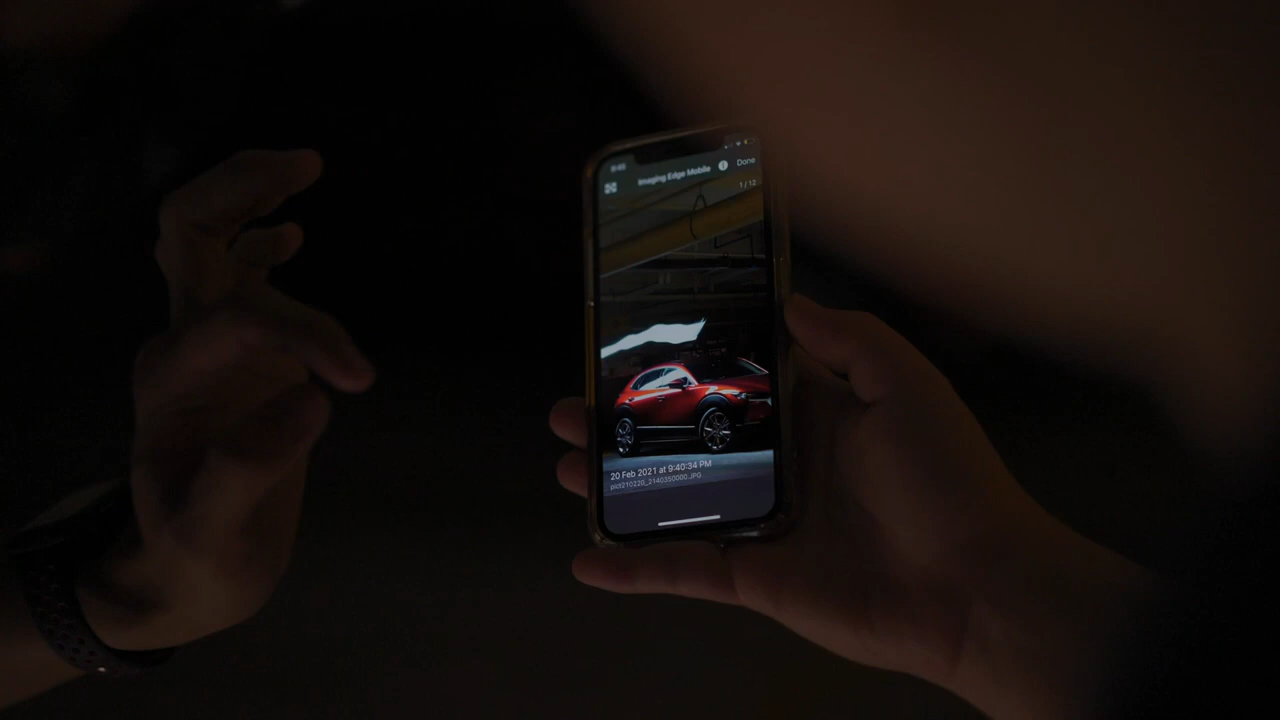 Imaging Edge Mobile
Done
1 / 12
20 Feb 2021 at 9:40:34 PM
pict210220_2140350000.JPG